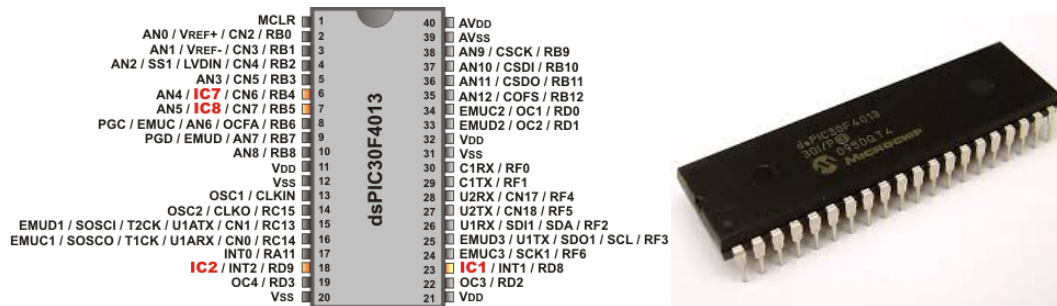 MCLR 1
AN0 / VREF+ / CN2 / RB0 2
AN1 / VREF- / CN3 / RB1 3
AN2 / SS1 / LVDIN / CN4 / RB2 4
AN3 / CN5 / RB3 5
AN4 / IC7 / CN6 / RB4 6
AN5 / IC8 / CN7 / RB5 7
PGC / EMUC / AN6 / OCFA / RB6 8
PGD / EMUD / AN7 / RB7 9
AN8 / RB8 10
VDD 11
VSS 12
OSC1 / CLKIN 13
OSC2 / CLKO / RC15 14
EMUD1 / SOSCI / T2CK / U1ATX / CN1 / RC13 15
EMUC1 / SOSCO / T1CK / U1ARX / CN0 / RC14 16
INT0 / RA11 17
IC2 / INT2 / RD9 18
OC4 / RD3 19
VSS 20
dsPIC30F4013
40 AVDD
39 AVSS
38 AN9 / CSCK / RB9
37 AN10 / CSDI / RB10
36 AN11 / CSDO / RB11
35 AN12 / COFS / RB12
34 EMUC2 / OC1 / RD0
33 EMUD2 / OC2 / RD1
32 VDD
31 VSS
30 C1RX / RF0
29 C1TX / RF1
28 U2RX / CN17 / RF4
27 U2TX / CN18 / RF5
26 U1RX / SDI1 / SDA / RF2
25 EMUD3 / U1TX / SDO1 / SCL / RF3
24 EMUC3 / SCK1 / RF6
23 IC1 / INT1 / RD8
22 OC3 / RD2
21 VDD
dsPIC30F4013
30I/P
0950QT4
MICROCHIP